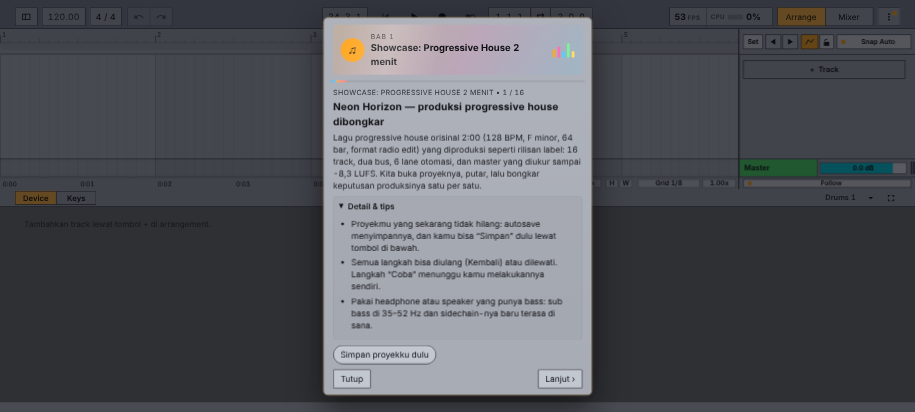 120.00
4 / 4
53 FPS
CPU
0%
Arrange
Mixer
1
2
3
5
Set
Snap Auto
+ Track
Master
0.0 dB
0:00
0:01
0:02
0:03
H
W
Grid 1/8
1.00x
Follow
Device
Keys
Drums 1
Tambahkan track lewat tombol + di arrangement.
BAB 1
Showcase: Progressive House 2
menit
SHOWCASE: PROGRESSIVE HOUSE 2 MENIT • 1 / 16
Neon Horizon — produksi progressive house
dibongkar
Lagu progressive house orisinal 2:00 (128 BPM, F minor, 64
bar, format radio edit) yang diproduksi seperti rilisan label: 16
track, dua bus, 6 lane otomasi, dan master yang diukur sampai
-8,3 LUFS. Kita buka proyeknya, putar, lalu bongkar
keputusan produksinya satu per satu.
▼ Detail & tips
• Proyekmu yang sekarang tidak hilang: autosave
menyimpannya, dan kamu bisa "Simpan" dulu lewat
tombol di bawah.
• Semua langkah bisa diulang (Kembali) atau dilewati.
Langkah "Coba" menunggu kamu melakukannya
sendiri.
• Pakai headphone atau speaker yang punya bass: sub
bass di 35–52 Hz dan sidechain-nya baru terasa di
sana.
Simpan proyekku dulu
Tutup
Lanjut ›